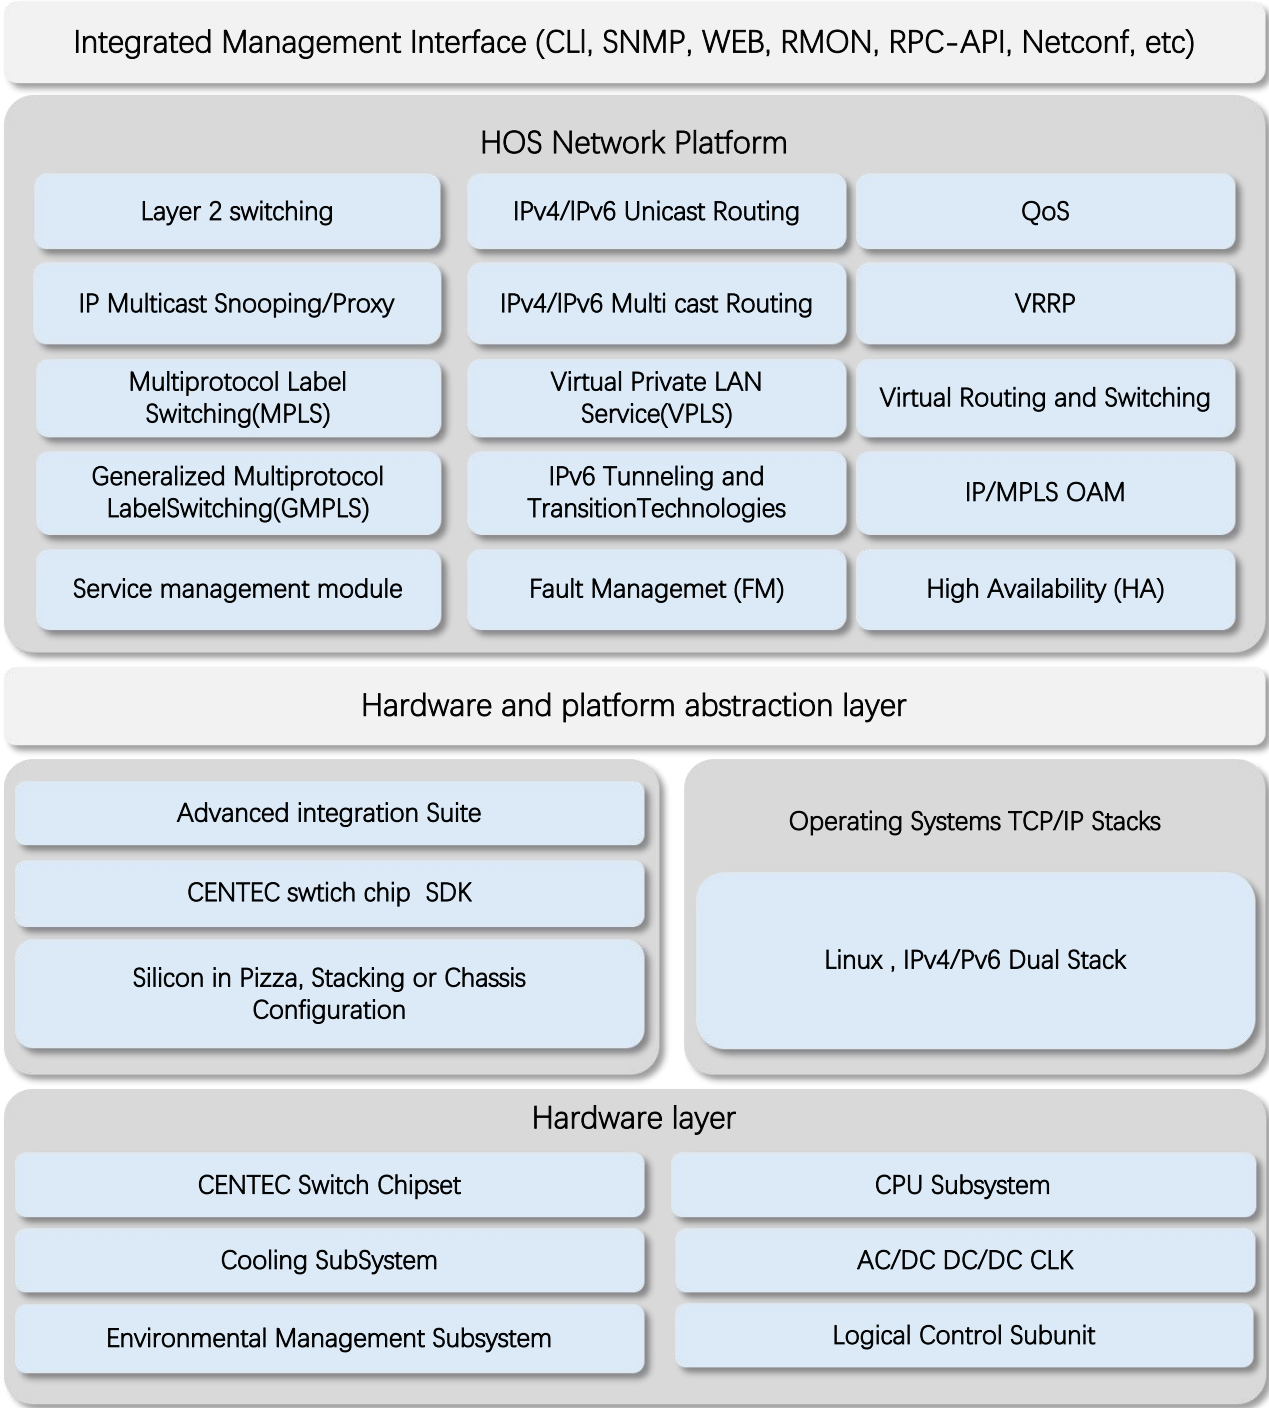 Integrated Management Interface (CLI, SNMP, WEB, RMON, RPC-API, Netconf, etc)
HOS Network Platform
Layer 2 switching
IPv4/IPv6 Unicast Routing
QoS
IP Multicast Snooping/Proxy
IPv4/IPv6 Multi cast Routing
VRRP
Multiprotocol Label
Switching(MPLS)
Virtual Private LAN
Service(VPLS)
Virtual Routing and Switching
Generalized Multiprotocol
LabelSwitching(GMPLS)
IPv6 Tunneling and
TransitionTechnologies
IP/MPLS OAM
Service management module
Fault Managemet (FM)
High Availability (HA)
Hardware and platform abstraction layer
Advanced integration Suite
CENTEC swtich chip  SDK
Silicon in Pizza, Stacking or Chassis
Configuration
Operating Systems TCP/IP Stacks
Linux , IPv4/Pv6 Dual Stack
Hardware layer
CENTEC Switch Chipset
CPU Subsystem
Cooling SubSystem
AC/DC DC/DC CLK
Environmental Management Subsystem
Logical Control Subunit